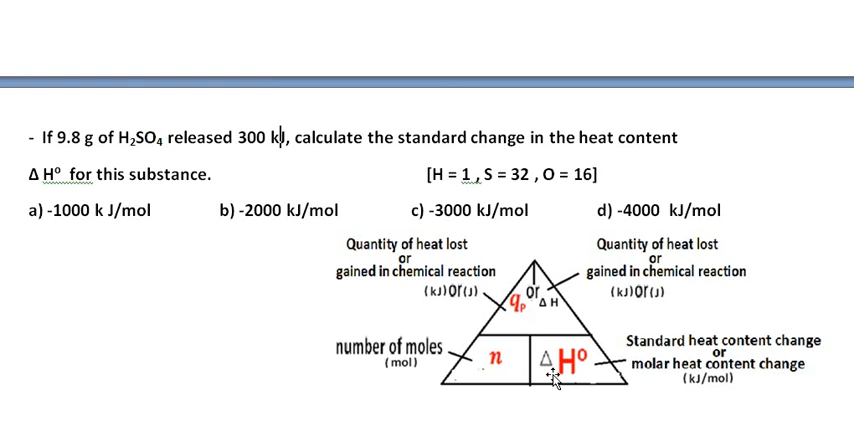 - If 9.8 g of H₂SO₄ released 300 kJ, calculate the standard change in the heat content
Δ H⁰ for this substance. [H = 1 , S = 32 , O = 16]
a) -1000 k J/mol b) -2000 kJ/mol c) -3000 kJ/mol d) -4000 kJ/mol
Quantity of heat lost
or
gained in chemical reaction
(kJ)or(J)
Quantity of heat lost
or
gained in chemical reaction
(kJ)or(J)
qₚ or Δ H
number of moles
(mol)
n
Δ H⁰
Standard heat content change
or
molar heat content change
(kJ/mol)